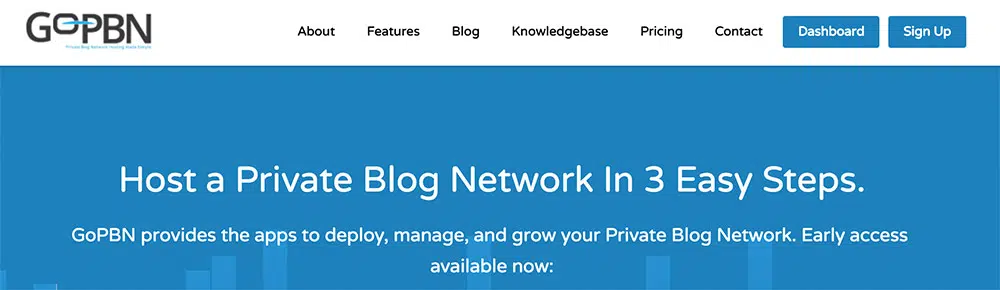 GOPBN
Private Blog Network Hosting Made Simple
About Features Blog Knowledgebase Pricing Contact Dashboard Sign Up
Host a Private Blog Network In 3 Easy Steps.
GoPBN provides the apps to deploy, manage, and grow your Private Blog Network. Early access
available now: